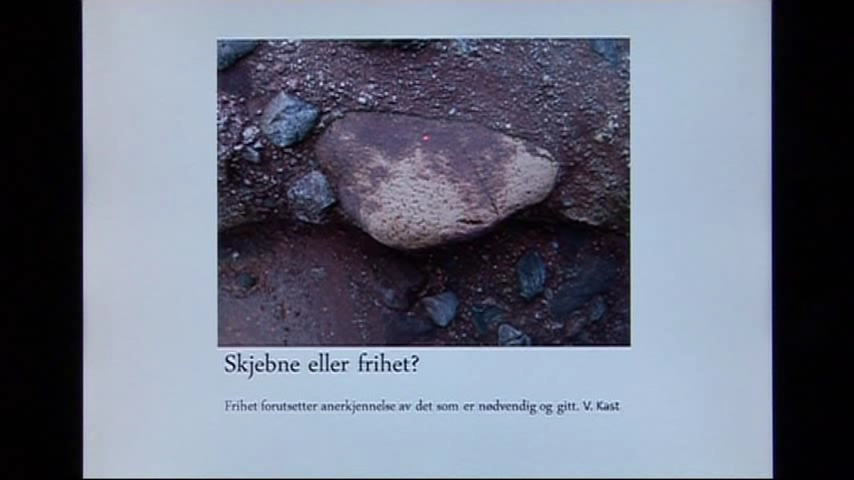 Skjebne eller frihet?
Frihet forutsetter anerkjennelse av det som er nødvendig og gitt. V. Kast